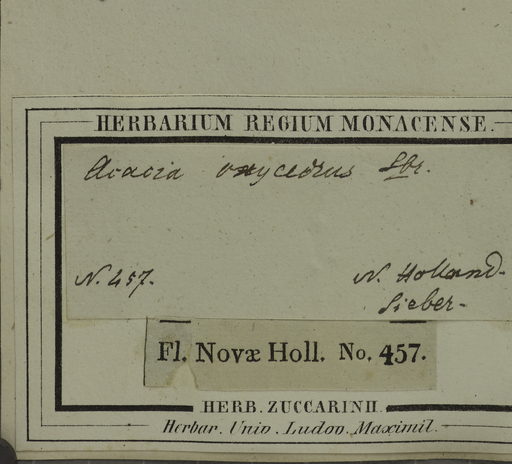 HERBARIUM REGIUM MONACENSE.
Acacia oxycedrus Sbr.
N. 457.
N. Holland.
Sieber.
Fl. Novæ Holl. No. 457.
HERB. ZUCCARINII.
Herbar. Univ. Ludov. Maximil.